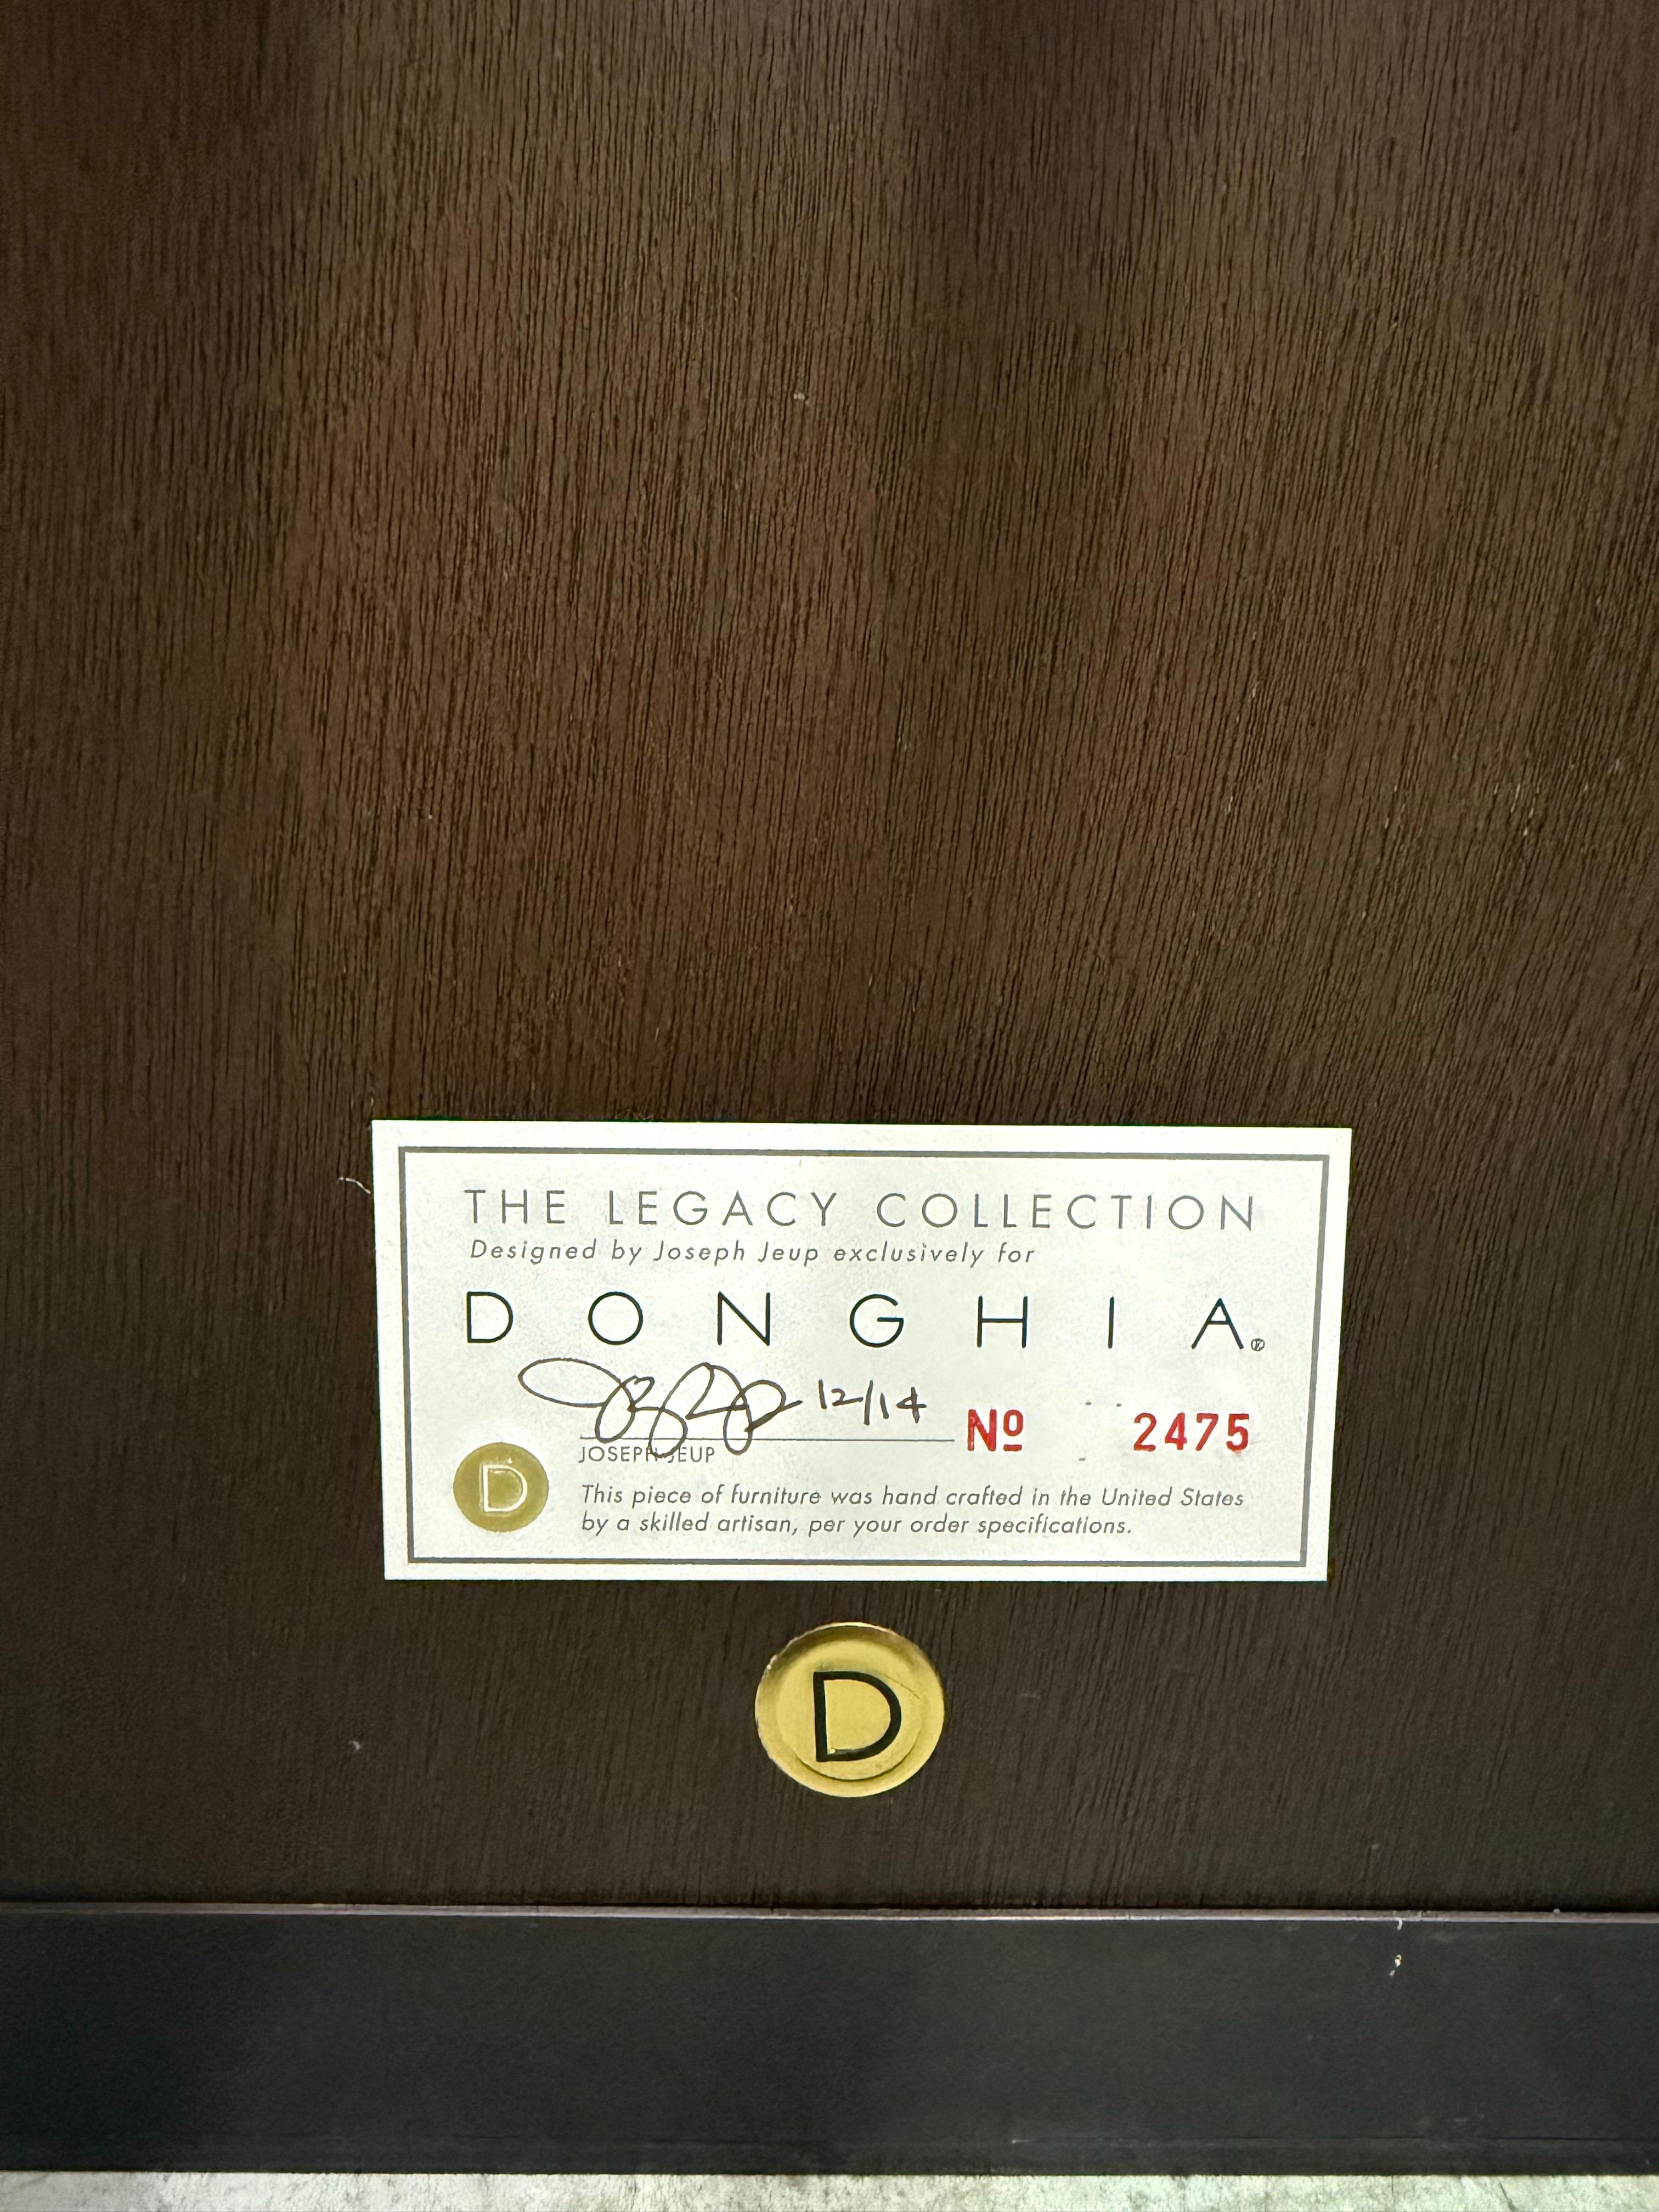 THE LEGACY COLLECTION
Designed by Joseph Jeup exclusively for
DONGHIA®
12/14 Nº 2475
JOSEPH JEUP
D
This piece of furniture was hand crafted in the United States
by a skilled artisan, per your order specifications.
D